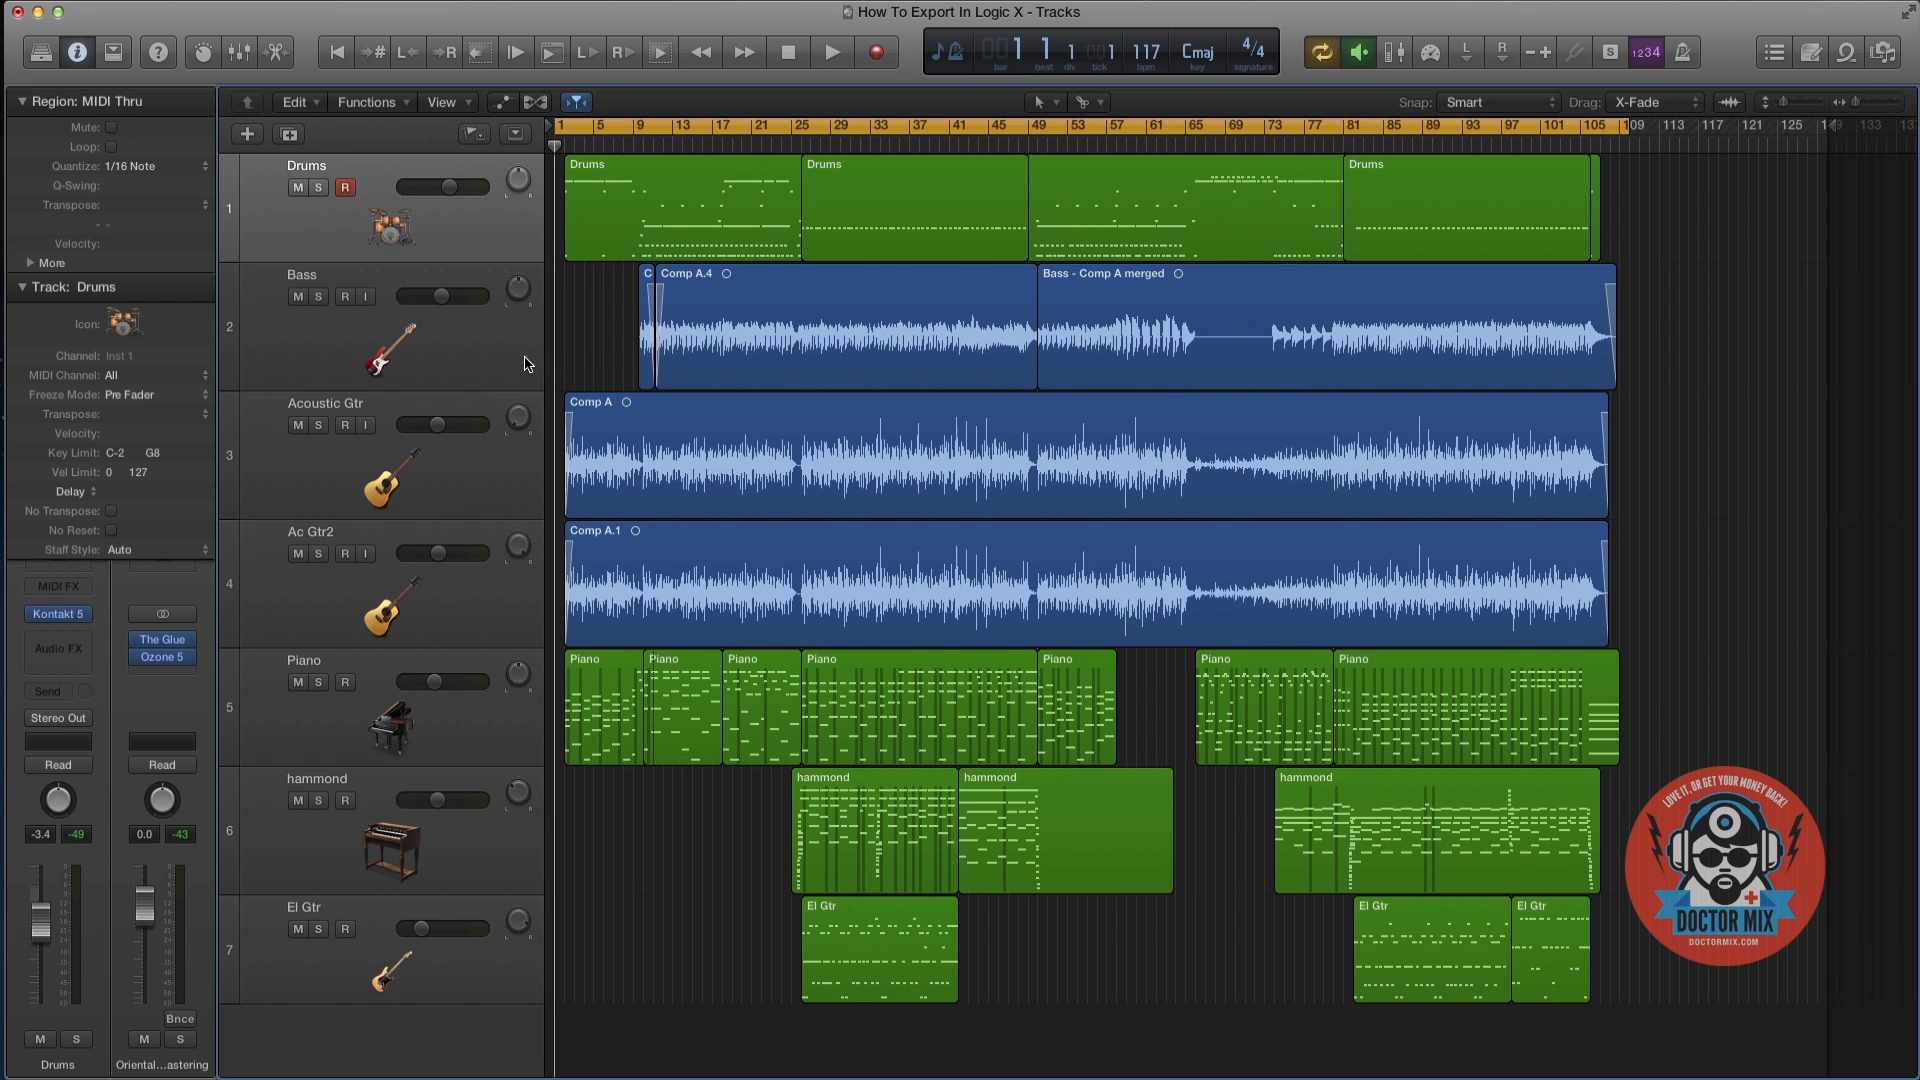 How To Export In Logic X - Tracks
1 1 1 1 117 Cmaj 4/4
bar beat div tick bpm key signature
L R S 1234
Region: MIDI Thru
Edit Functions View
Snap: Smart Drag: X-Fade
Mute:
Loop:
Quantize: 1/16 Note
Q-Swing:
Transpose:
Velocity:
More
Track: Drums
Icon:
Channel: Inst 1
MIDI Channel: All
Freeze Mode: Pre Fader
Transpose:
Velocity:
Key Limit: C-2 G8
Vel Limit: 0 127
Delay
No Transpose:
No Reset:
Staff Style: Auto
MIDI FX
Kontakt 5
Audio FX
The Glue
Ozone 5
Send
Stereo Out
Read Read
-3.4 -49 0.0 -43
Bnce
M S M S
Drums Oriental...astering
1 5 9 13 17 21 25 29 33 37 41 45 49 53 57 61 65 69 73 77 81 85 89 93 97 101 105 109 113 117 121 125 133
1 Drums
M S R
Drums Drums Drums
2 Bass
M S R I
C Comp A.4 Bass - Comp A merged
3 Acoustic Gtr
M S R I
Comp A
4 Ac Gtr2
M S R I
Comp A.1
5 Piano
M S R
Piano Piano Piano Piano Piano Piano Piano
6 hammond
M S R
hammond hammond hammond
7 El Gtr
M S R
El Gtr El Gtr El Gtr
LOVE IT, OR GET YOUR MONEY BACK!
DOCTOR MIX
DOCTORMIX.COM